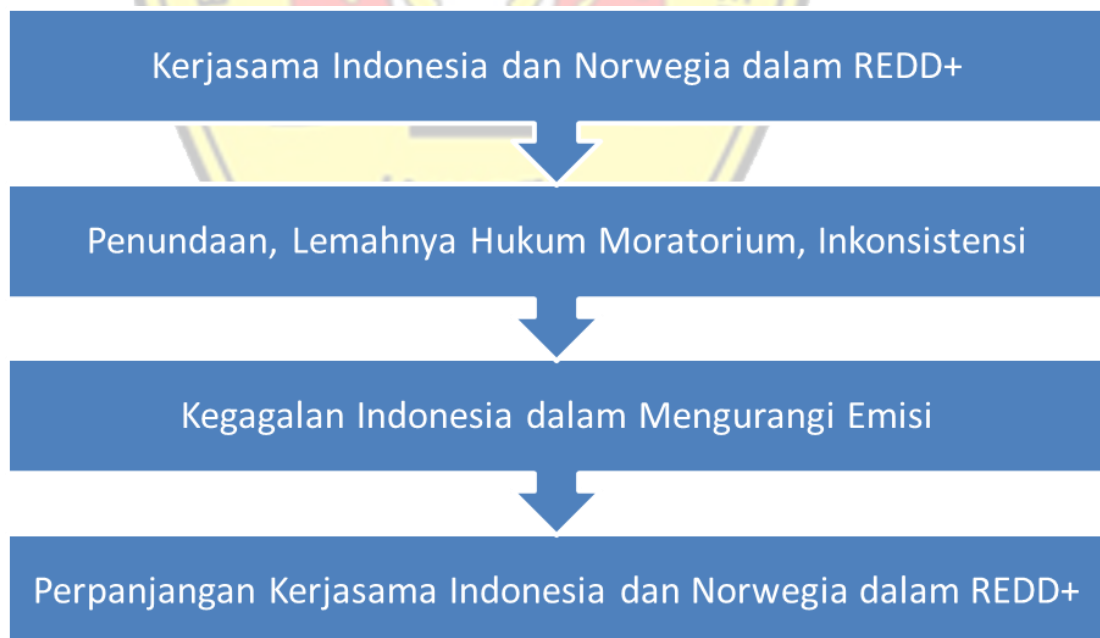 Kerjasama Indonesia dan Norwegia dalam REDD+
Penundaan, Lemahnya Hukum Moratorium, Inkonsistensi
Kegagalan Indonesia dalam Mengurangi Emisi
Perpanjangan Kerjasama Indonesia dan Norwegia dalam REDD+